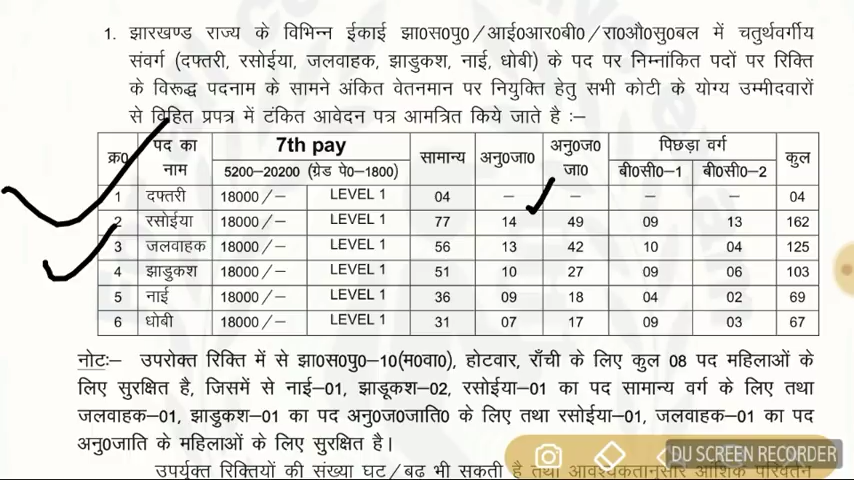 1. झारखण्ड राज्य के विभिन्न ईकाई झा0स0पु0/आई0आर0बी0/रा0औ0सु0बल में चतुर्थवर्गीय
संवर्ग (दफ्तरी, रसोईया, जलवाहक, झाडुकश, नाई, धोबी) के पद पर निम्नांकित पदों पर रिक्ति
के विरूद्ध पदनाम के सामने अंकित वेतनमान पर नियुक्ति हेतु सभी कोटी के योग्य उम्मीदवारों
से विहित प्रपत्र में टंकित आवेदन पत्र आमत्रित किये जाते है :–
क्र0 पद का नाम 7th pay 5200–20200 (ग्रेड पे0–1800) सामान्य अनु0जा0 अनु0ज0 जा0 पिछड़ा वर्ग बी0सी0–1 बी0सी0–2 कुल
1 दफ्तरी 18000/– LEVEL 1 04 – – – – 04
2 रसोईया 18000/– LEVEL 1 77 14 49 09 13 162
3 जलवाहक 18000/– LEVEL 1 56 13 42 10 04 125
4 झाडुकश 18000/– LEVEL 1 51 10 27 09 06 103
5 नाई 18000/– LEVEL 1 36 09 18 04 02 69
6 धोबी 18000/– LEVEL 1 31 07 17 09 03 67
नोटः– उपरोक्त रिक्ति में से झा0स0पु0–10(म0वा0), होटवार, राँची के लिए कुल 08 पद महिलाओं के
लिए सुरक्षित है, जिसमें से नाई–01, झाडूकश–02, रसोईया–01 का पद सामान्य वर्ग के लिए तथा
जलवाहक–01, झाडुकश–01 का पद अनु0ज0जाति0 के लिए तथा रसोईया–01, जलवाहक–01 का पद
अनु0जाति के महिलाओं के लिए सुरक्षित है।
उपर्युक्त रिक्तियों की संख्या घट/बढ़ भी सकती है तथा आवश्यकतानुसार आंशिक परिवर्तन
DU SCREEN RECORDER